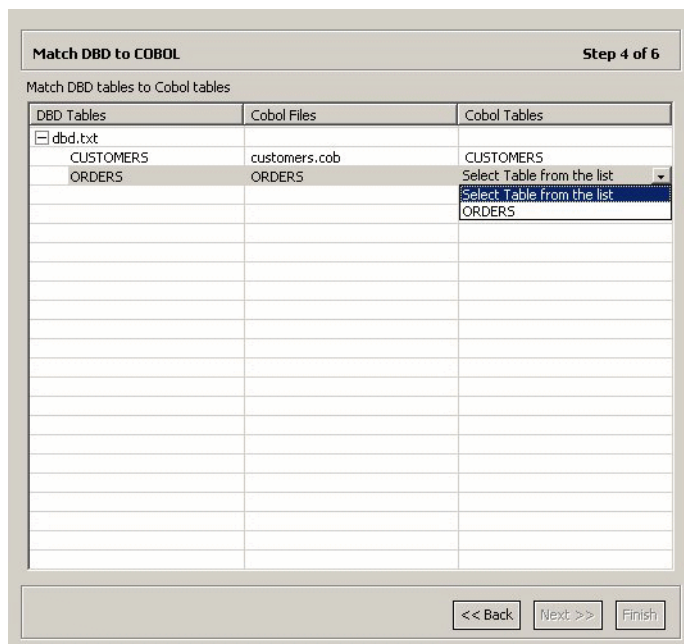 Match DBD to COBOL Step 4 of 6
Match DBD tables to Cobol tables
DBD Tables Cobol Files Cobol Tables
dbd.txt
CUSTOMERS customers.cob CUSTOMERS
ORDERS ORDERS Select Table from the list
Select Table from the list
ORDERS
<< Back Next >> Finish